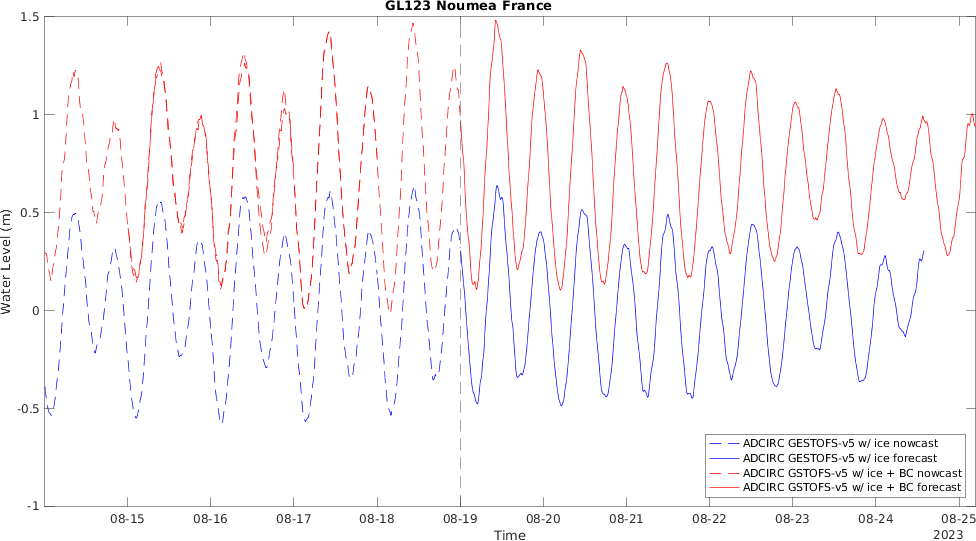 GL123 Noumea France
1.5
1
0.5
0
-0.5
-1
Water Level (m)
ADCIRC GESTOFS-v5 w/ ice nowcast
ADCIRC GESTOFS-v5 w/ ice forecast
ADCIRC GSTOFS-v5 w/ ice + BC nowcast
ADCIRC GSTOFS-v5 w/ ice + BC forecast
08-15 08-16 08-17 08-18 08-19 08-20 08-21 08-22 08-23 08-24 08-25
Time
2023